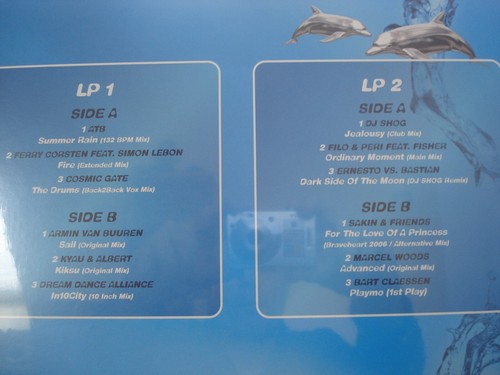 LP 1
SIDE A
1 ATB
Summer Rain (132 BPM Mix)
2 FERRY CORSTEN FEAT. SIMON LEBON
Fire (Extended Mix)
3 COSMIC GATE
The Drums (Back2Back Vox Mix)
SIDE B
1 ARMIN VAN BUUREN
Sail (Original Mix)
2 KYAU & ALBERT
Kiksu (Original Mix)
3 DREAM DANCE ALLIANCE
In10City (10 Inch Mix)
LP 2
SIDE A
1 DJ SHOG
Jealousy (Club Mix)
2 FILO & PERI FEAT. FISHER
Ordinary Moment (Main Mix)
3 ERNESTO VS. BASTIAN
Dark Side Of The Moon (DJ SHOG Remix)
SIDE B
1 SAKIN & FRIENDS
For The Love Of A Princess
(Braveheart 2006 / Alternative Mix)
2 MARCEL WOODS
Advanced (Original Mix)
3 BART CLAESSEN
Playmo (1st Play)